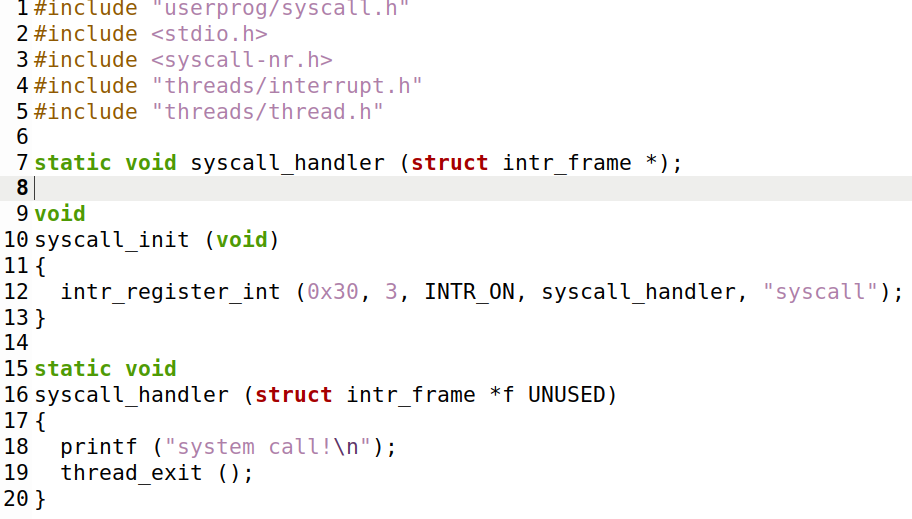 1 #include "userprog/syscall.h"
2 #include <stdio.h>
3 #include <syscall-nr.h>
4 #include "threads/interrupt.h"
5 #include "threads/thread.h"
6
7 static void syscall_handler (struct intr_frame *);
8
9 void
10 syscall_init (void)
11 {
12   intr_register_int (0x30, 3, INTR_ON, syscall_handler, "syscall");
13 }
14
15 static void
16 syscall_handler (struct intr_frame *f UNUSED)
17 {
18   printf ("system call!\n");
19   thread_exit ();
20 }